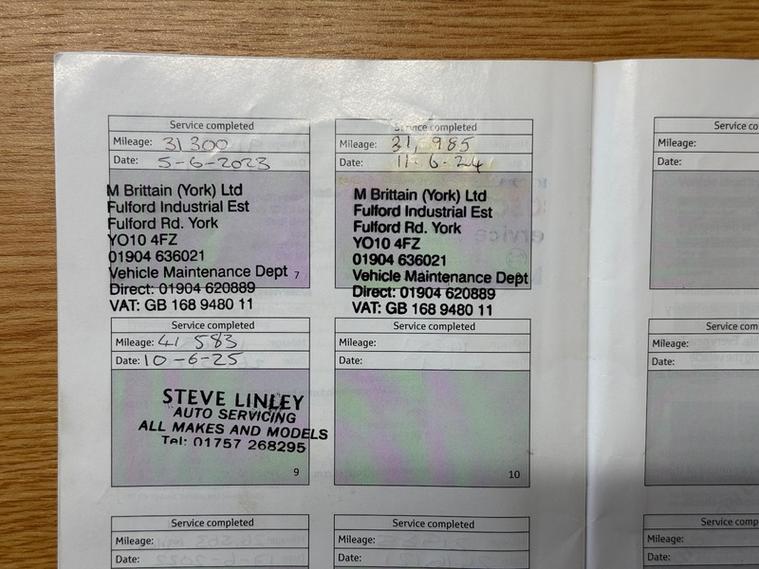 Service completed
Mileage: 31300
Date: 5-6-2023
M Brittain (York) Ltd
Fulford Industrial Est
Fulford Rd. York
YO10 4FZ
01904 636021
Vehicle Maintenance Dept 7
Direct: 01904 620889
VAT: GB 168 9480 11
Service completed
Mileage: 31,985
Date: 11-6-24
M Brittain (York) Ltd
Fulford Industrial Est
Fulford Rd. York
YO10 4FZ
01904 636021
Vehicle Maintenance Dept
Direct: 01904 620889
VAT: GB 168 9480 11
Service co
Mileage:
Date:
Service completed
Mileage: 41 583
Date: 10-6-25
STEVE LINLEY
AUTO SERVICING
ALL MAKES AND MODELS
Tel: 01757 268295
9
Service completed
Mileage:
Date:
10
Service com
Mileage:
Date:
Service completed
Mileage:
Date:
Service completed
Mileage:
Date:
Service comp
Mileage:
Date: